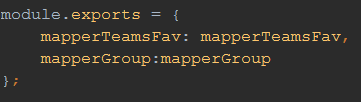 module.exports = {
    mapperTeamsFav: mapperTeamsFav,
    mapperGroup:mapperGroup
};